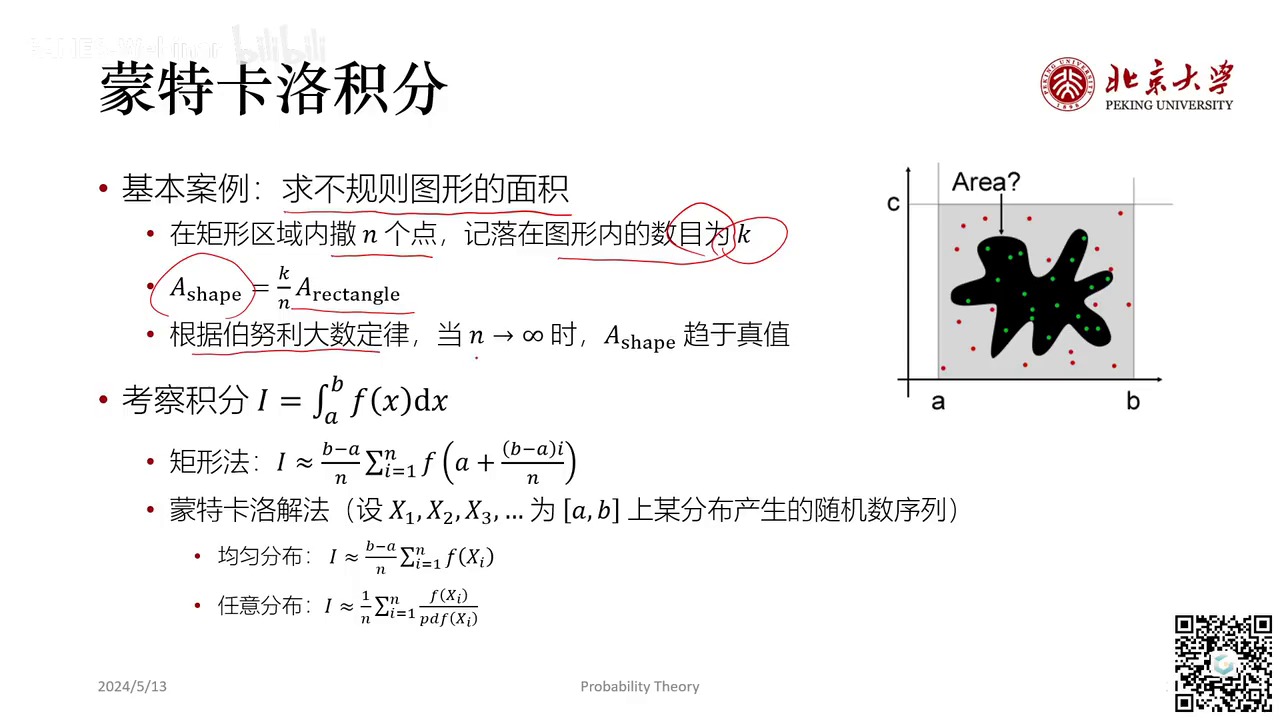 bilibili
蒙特卡洛积分
北京大学
PEKING UNIVERSITY
• 基本案例：求不规则图形的面积
• 在矩形区域内撒 n 个点，记落在图形内的数目为 k
• A_shape = k/n A_rectangle
• 根据伯努利大数定律，当 n → ∞ 时，A_shape 趋于真值
• 考察积分 I = ∫_a^b f(x)dx
• 矩形法：I ≈ (b−a)/n ∑_{i=1}^n f(a + (b−a)i/n)
• 蒙特卡洛解法（设 X₁, X₂, X₃, … 为 [a, b] 上某分布产生的随机数序列）
• 均匀分布：I ≈ (b−a)/n ∑_{i=1}^n f(X_i)
• 任意分布：I ≈ 1/n ∑_{i=1}^n f(X_i)/pdf(X_i)
Area?
c
a
b
2024/5/13
Probability Theory